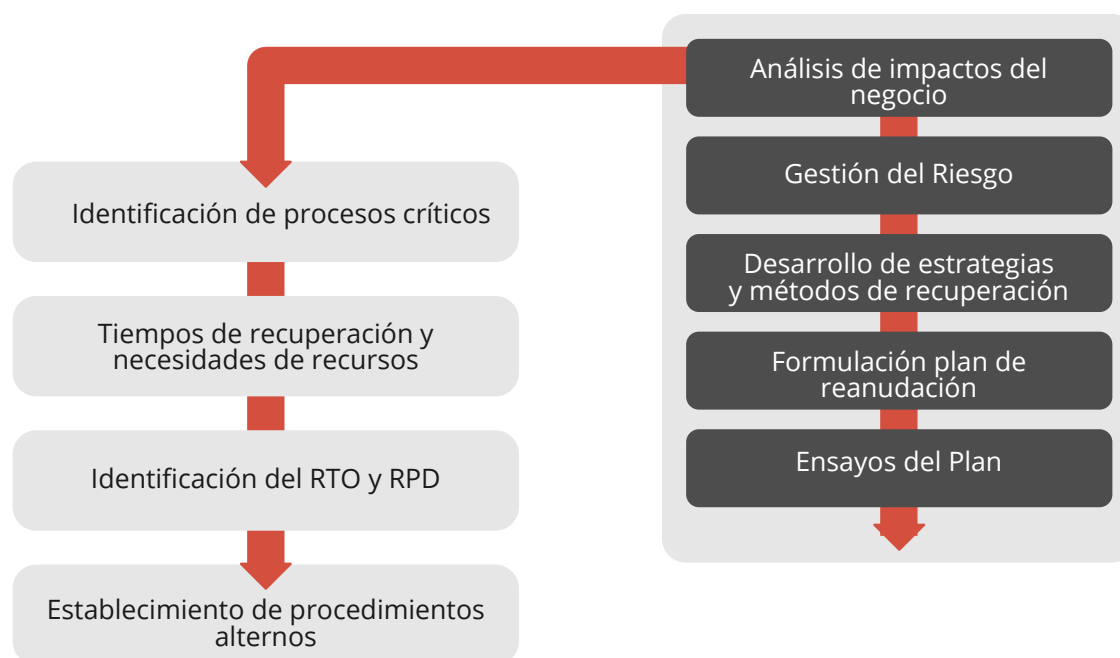 Análisis de impactos del
negocio
Gestión del Riesgo
Desarrollo de estrategias
y métodos de recuperación
Formulación plan de
reanudación
Ensayos del Plan
Identificación de procesos críticos
Tiempos de recuperación y
necesidades de recursos
Identificación del RTO y RPD
Establecimiento de procedimientos
alternos